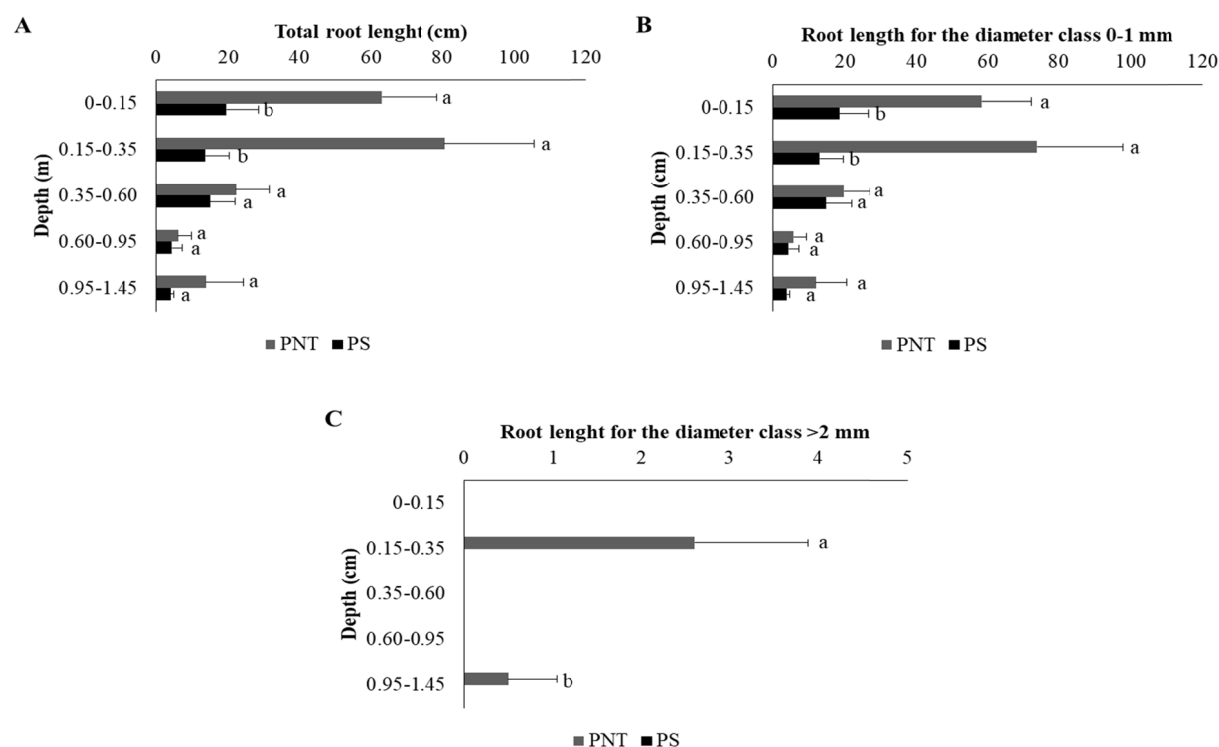 A
Total root lenght (cm)
0 20 40 60 80 100 120
Depth (m)
0-0.15 a
b
0.15-0.35 a
b
0.35-0.60 a
a
0.60-0.95 a
a
0.95-1.45 a
a
PNT PS
B
Root length for the diameter class 0-1 mm
0 20 40 60 80 100 120
Depth (cm)
0-0.15 a
b
0.15-0.35 a
b
0.35-0.60 a
a
0.60-0.95 a
a
0.95-1.45 a
a
PNT PS
C
Root lenght for the diameter class >2 mm
0 1 2 3 4 5
Depth (cm)
0-0.15
0.15-0.35 a
0.35-0.60
0.60-0.95
0.95-1.45 b
PNT PS